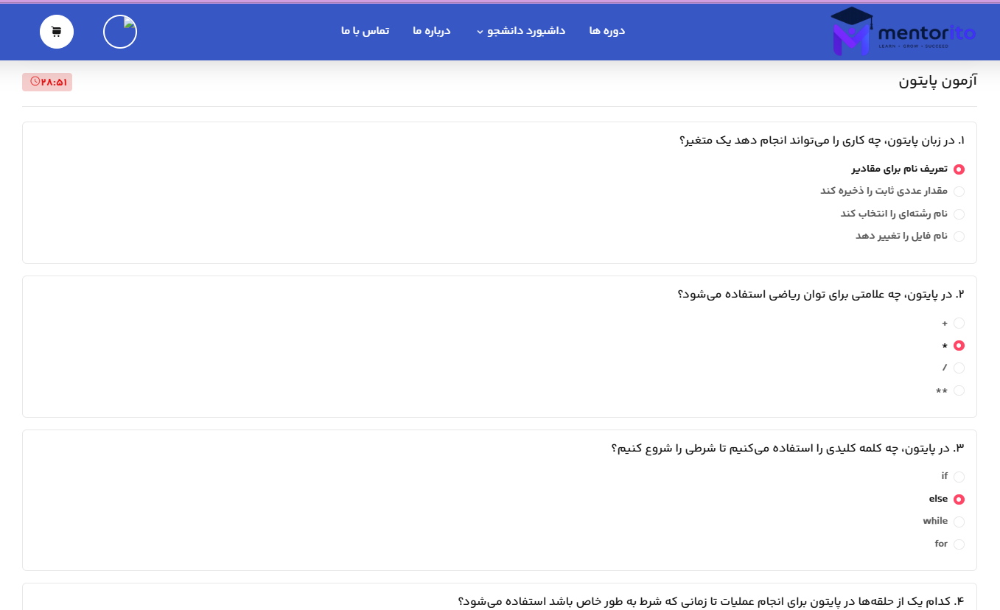 mentorito
LEARN • GROW • SUCCEED
دوره ها
داشبورد دانشجو
درباره ما
تماس با ما
آزمون پایتون
۲۸:۵۱
۱. در زبان پایتون، چه کاری را می‌تواند انجام دهد یک متغیر؟
تعریف نام برای مقادیر
مقدار عددی ثابت را ذخیره کند
نام رشته‌ای را انتخاب کند
نام فایل را تغییر دهد
۲. در پایتون، چه علامتی برای توان ریاضی استفاده می‌شود؟
+
*
/
**
۳. در پایتون، چه کلمه کلیدی را استفاده می‌کنیم تا شرطی را شروع کنیم؟
if
else
while
for
۴. کدام یک از حلقه‌ها در پایتون برای انجام عملیات تا زمانی که شرط به طور خاص باشد استفاده می‌شود؟